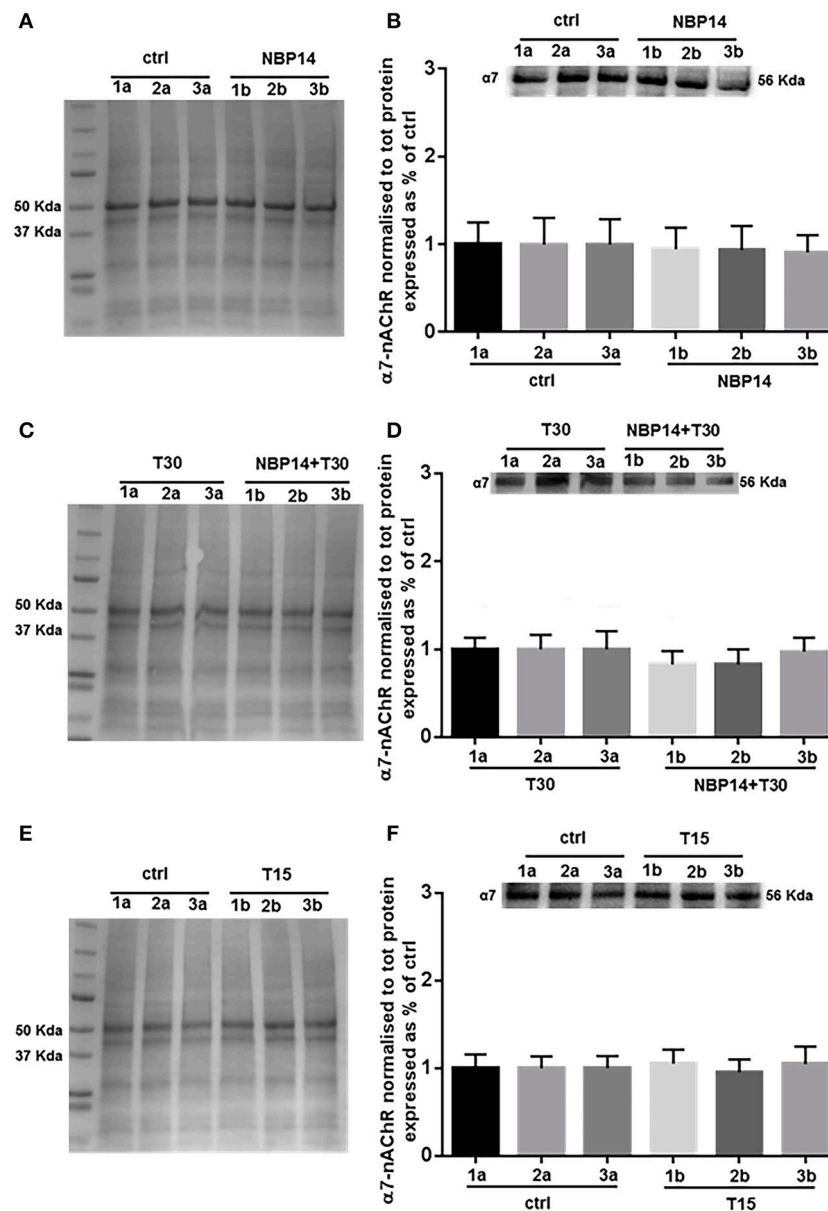 A
ctrl
NBP14
1a 2a 3a 1b 2b 3b
50 Kda
37 Kda
B
ctrl
NBP14
1a 2a 3a 1b 2b 3b
α7
56 Kda
α7-nAChR normalised to tot protein
expressed as % of ctrl
3
2
1
0
1a 2a 3a 1b 2b 3b
ctrl
NBP14
C
T30
NBP14+T30
1a 2a 3a 1b 2b 3b
50 Kda
37 Kda
D
T30
NBP14+T30
1a 2a 3a 1b 2b 3b
α7
56 Kda
α7-nAChR normalised to tot protein
expressed as % of ctrl
3
2
1
0
1a 2a 3a 1b 2b 3b
T30
NBP14+T30
E
ctrl
T15
1a 2a 3a 1b 2b 3b
50 Kda
37 Kda
F
ctrl
T15
1a 2a 3a 1b 2b 3b
α7
56 Kda
α7-nAChR normalised to tot protein
expressed as % of ctrl
3
2
1
0
1a 2a 3a 1b 2b 3b
ctrl
T15